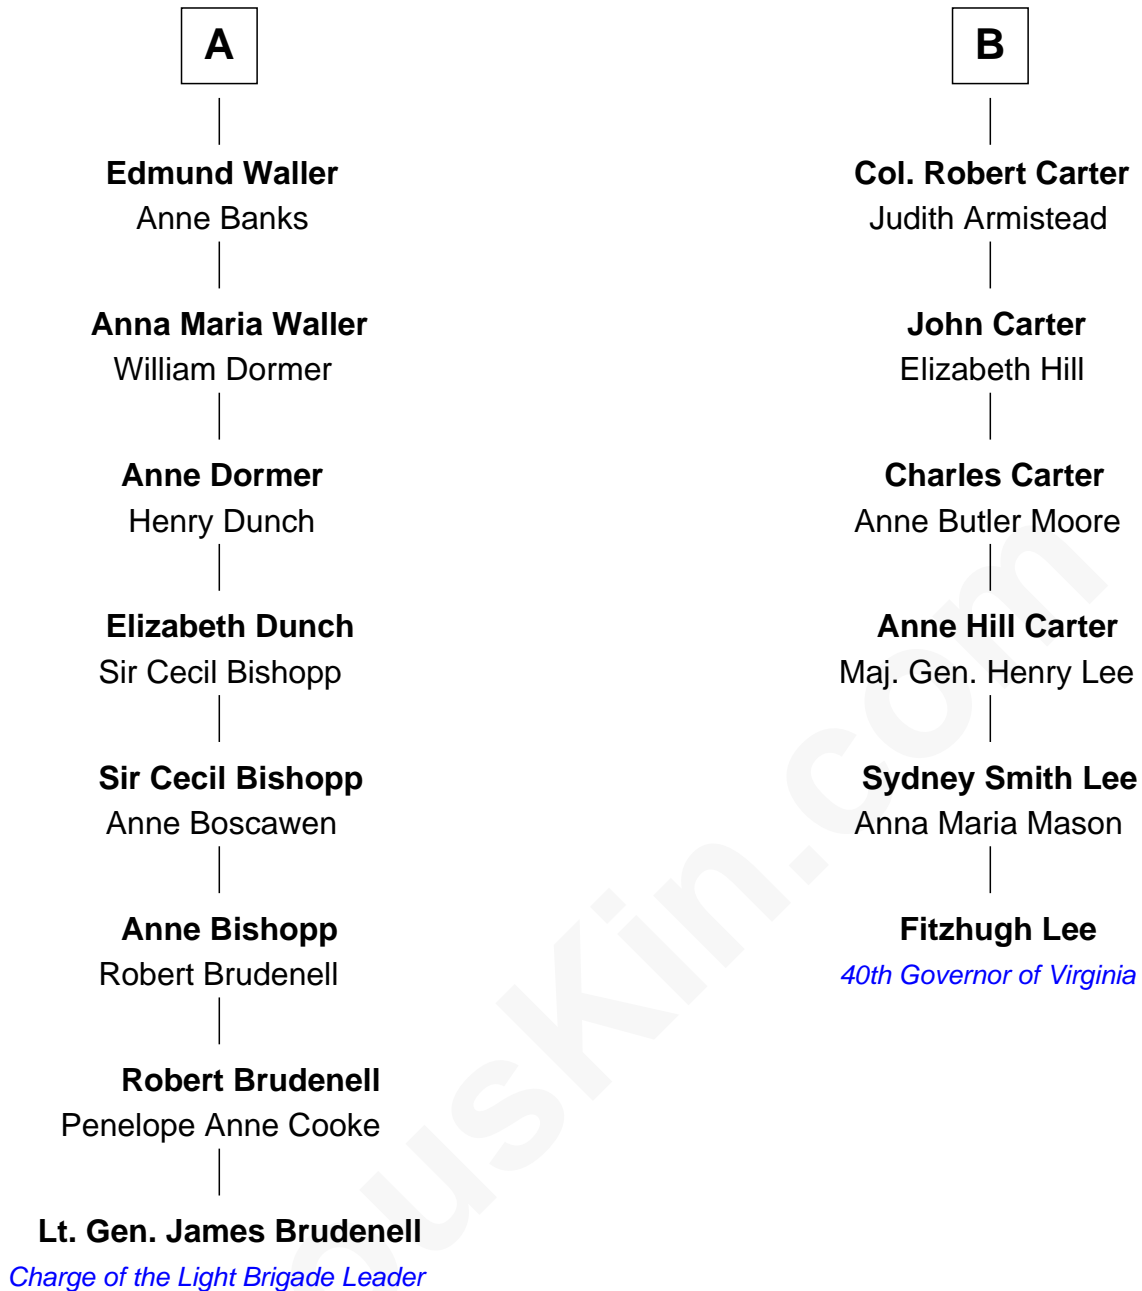 A
Edmund Waller
Anne Banks
Anna Maria Waller
William Dormer
Anne Dormer
Henry Dunch
Elizabeth Dunch
Sir Cecil Bishopp
Sir Cecil Bishopp
Anne Boscawen
Anne Bishopp
Robert Brudenell
Robert Brudenell
Penelope Anne Cooke
Lt. Gen. James Brudenell
Charge of the Light Brigade Leader
B
Col. Robert Carter
Judith Armistead
John Carter
Elizabeth Hill
Charles Carter
Anne Butler Moore
Anne Hill Carter
Maj. Gen. Henry Lee
Sydney Smith Lee
Anna Maria Mason
Fitzhugh Lee
40th Governor of Virginia
ousKin.com